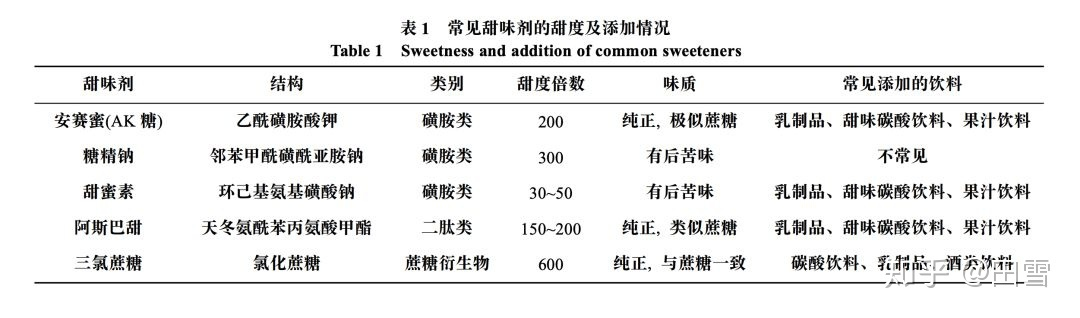 表 1 常见甜味剂的甜度及添加情况
Table 1 Sweetness and addition of common sweeteners
甜味剂 结构 类别 甜度倍数 味质 常见添加的饮料
安赛蜜(AK 糖) 乙酰磺胺酸钾 磺胺类 200 纯正, 极似蔗糖 乳制品、甜味碳酸饮料、果汁饮料
糖精钠 邻苯甲酰磺酰亚胺钠 磺胺类 300 有后苦味 不常见
甜蜜素 环己基氨基磺酸钠 磺胺类 30~50 有后苦味 乳制品、甜味碳酸饮料、果汁饮料
阿斯巴甜 天冬氨酰苯丙氨酸甲酯 二肽类 150~200 纯正, 类似蔗糖 乳制品、甜味碳酸饮料、果汁饮料
三氯蔗糖 氯化蔗糖 蔗糖衍生物 600 纯正, 与蔗糖一致 碳酸饮料、乳制品、酒类饮料
知乎 @田雪